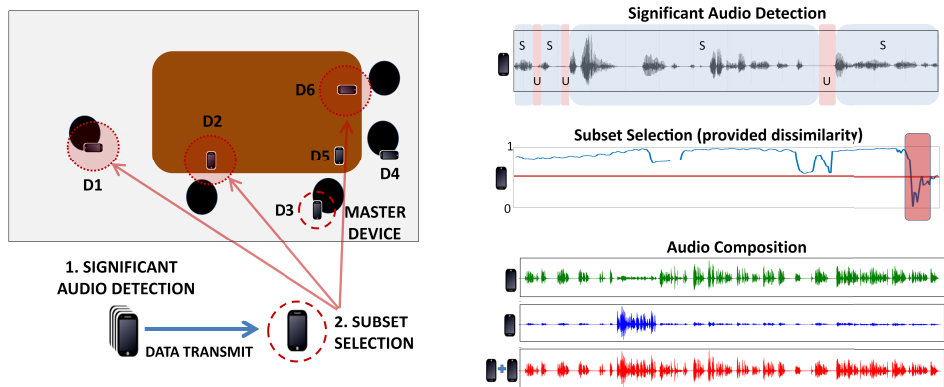 D6
D2
D5
D1
D4
D3
MASTER
DEVICE
1. SIGNIFICANT
AUDIO DETECTION
DATA TRANSMIT
2. SUBSET
SELECTION
Significant Audio Detection
S S S S
U U U
Subset Selection (provided dissimilarity)
1
0
Audio Composition
+